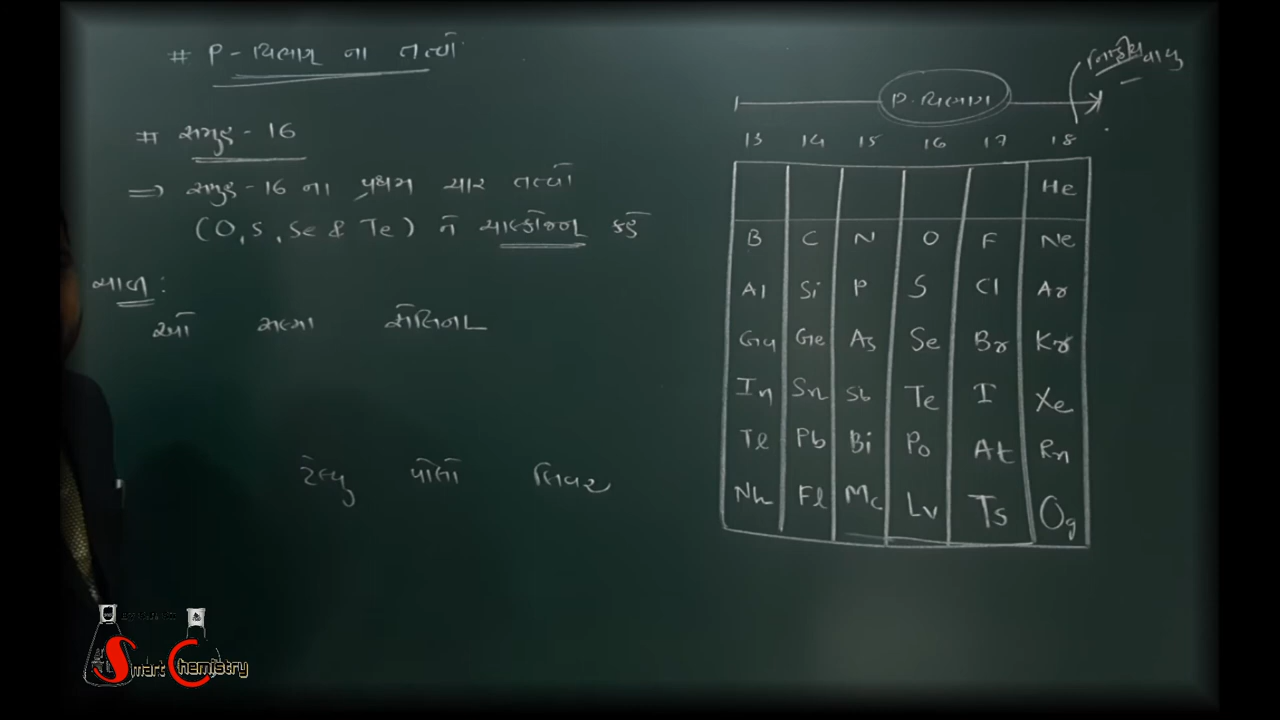 # P - વિભાગ ના તત્વો
# સમુહ - 16
⇒ સમુહ - 16 ના પ્રથમ ચાર તત્વો
(O, S, Se & Te) ને ચાલ્કોજન કહે
:
ઓ સલ્મા સેલિના
ટેલ્યુ પોલો લિવર
નિષ્ક્રિય વાયુ
P - વિભાગ
13 14 15 16 17 18
He
B C N O F Ne
Al Si P S Cl Ar
Ga Ge As Se Br Kr
In Sn Sb Te I Xe
Tl Pb Bi Po At Rn
Nh Fl Mc Lv Ts Og
Smart Chemistry